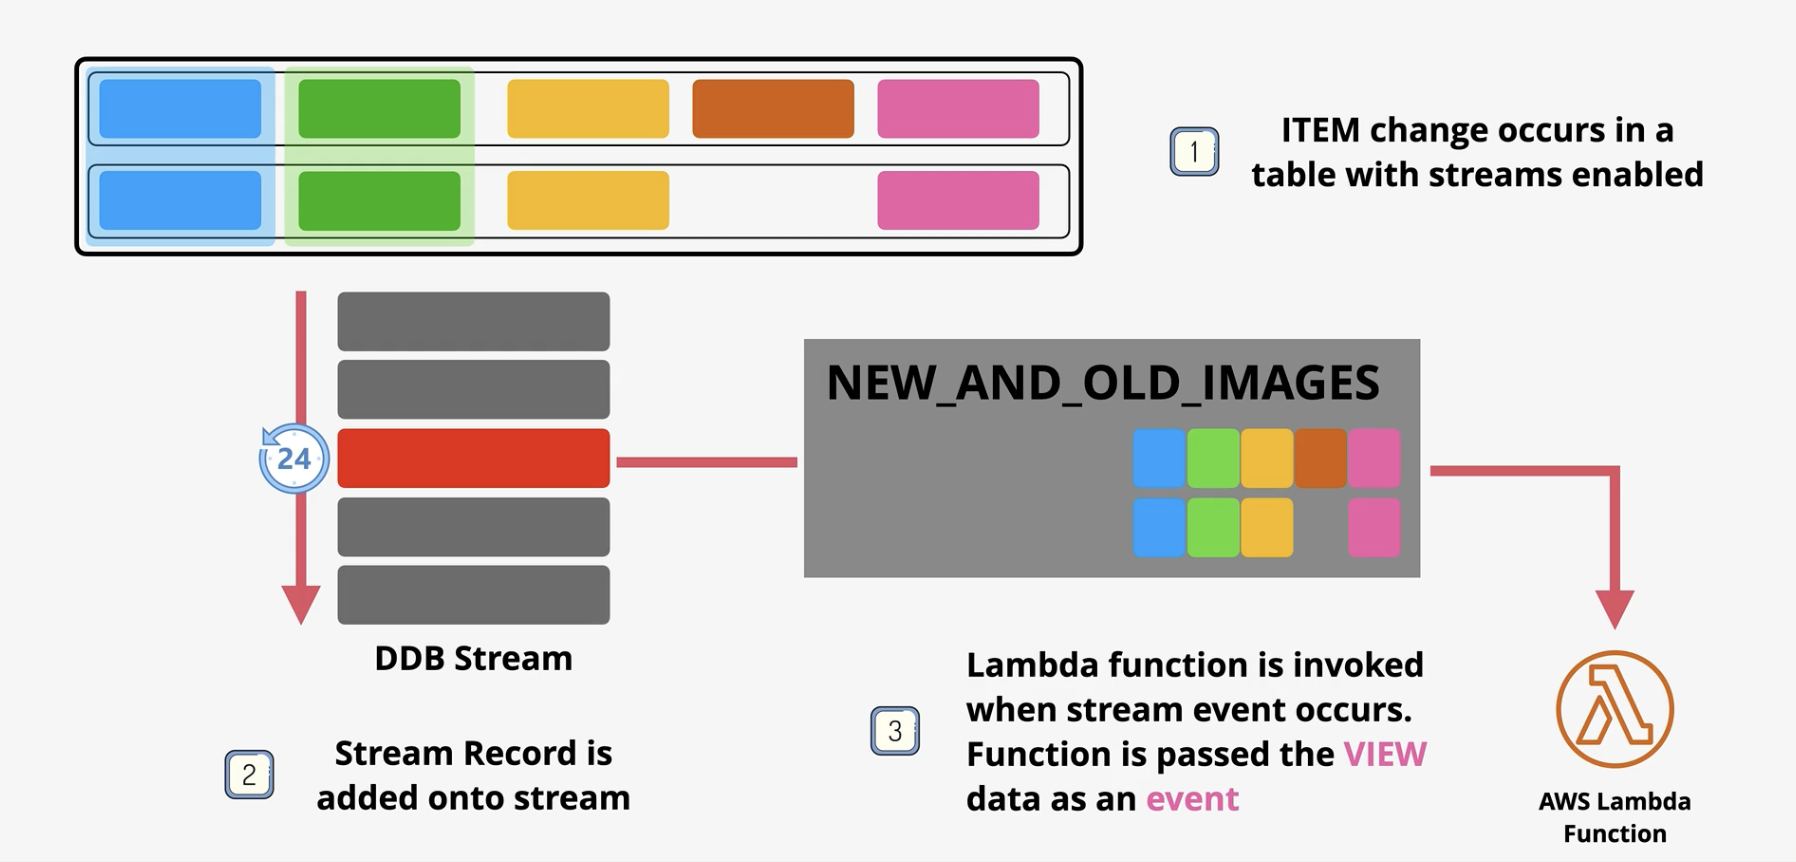 1
ITEM change occurs in a
table with streams enabled
24
DDB Stream
2
Stream Record is
added onto stream
NEW_AND_OLD_IMAGES
3
Lambda function is invoked
when stream event occurs.
Function is passed the VIEW
data as an event
AWS Lambda
Function